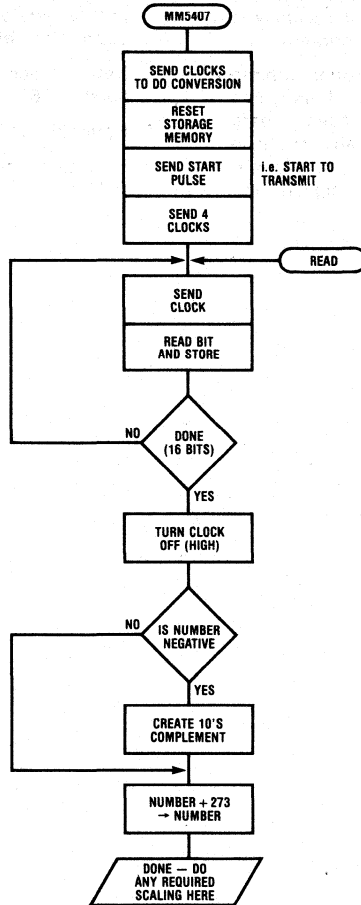 MM5407
SEND CLOCKS
TO DO CONVERSION
RESET
STORAGE
MEMORY
SEND START
PULSE
i.e. START TO
TRANSMIT
SEND 4
CLOCKS
READ
SEND
CLOCK
READ BIT
AND STORE
NO
DONE
(16 BITS)
YES
TURN CLOCK
OFF (HIGH)
NO
IS NUMBER
NEGATIVE
YES
CREATE 10'S
COMPLEMENT
NUMBER + 273
→ NUMBER
DONE — DO
ANY REQUIRED
SCALING HERE